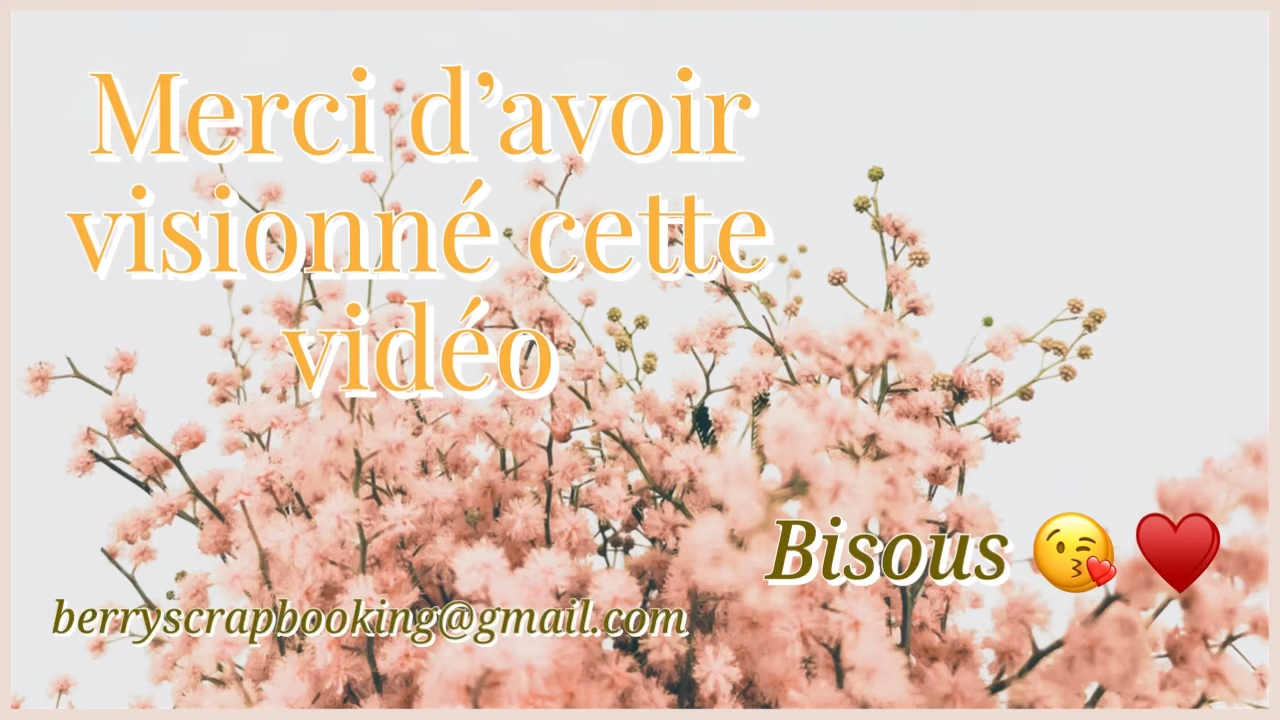 Merci d’avoir
visionné cette
vidéo
Bisous 😘 ❤️
berryscrapbooking@gmail.com